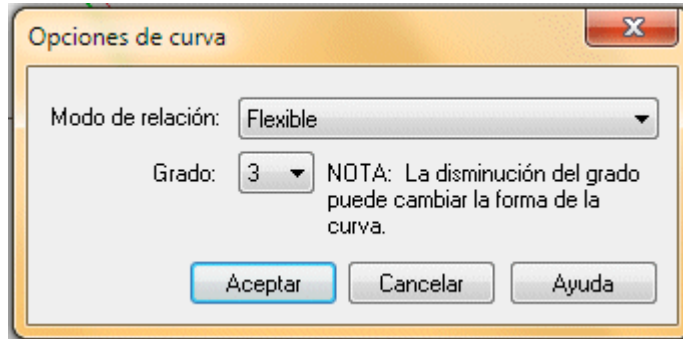 Opciones de curva
Modo de relación: Flexible
Grado: 3 NOTA: La disminución del grado
puede cambiar la forma de la
curva.
Aceptar Cancelar Ayuda